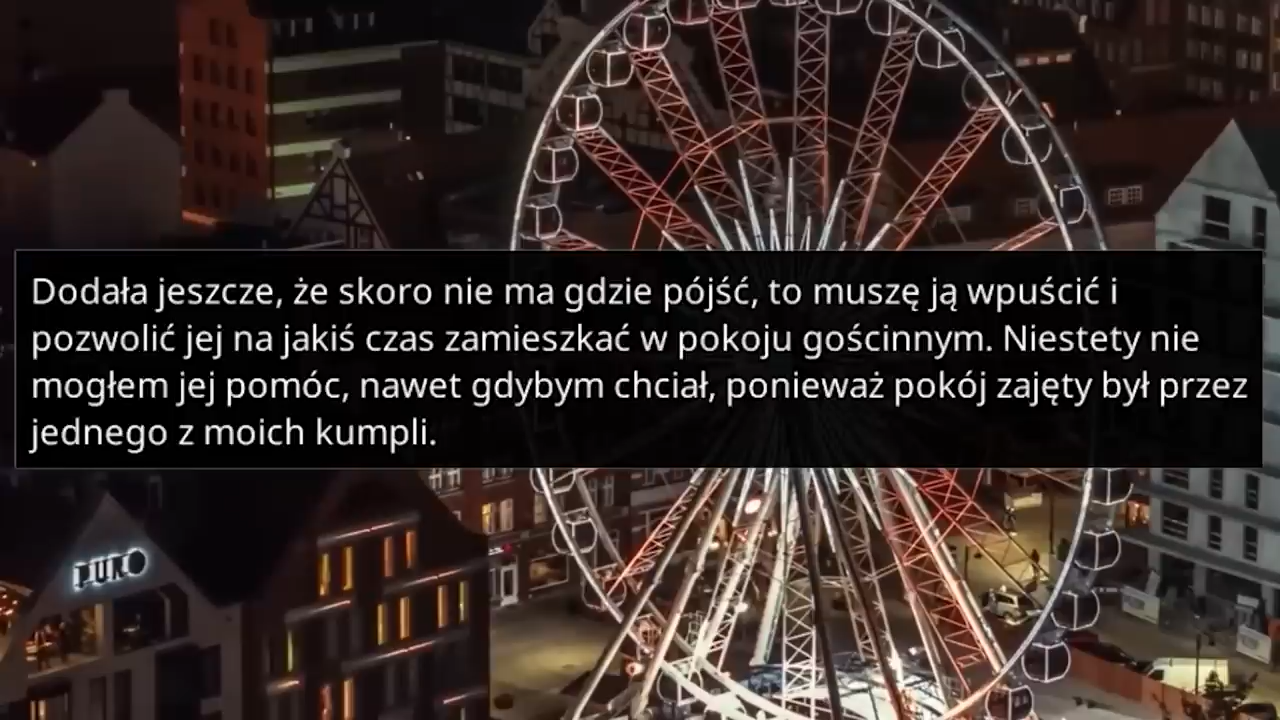 Dodała jeszcze, że skoro nie ma gdzie pójść, to muszę ją wpuścić i
pozwolić jej na jakiś czas zamieszkać w pokoju gościnnym. Niestety nie
mogłem jej pomóc, nawet gdybym chciał, ponieważ pokój zajęty był przez
jednego z moich kumpli.
PURO